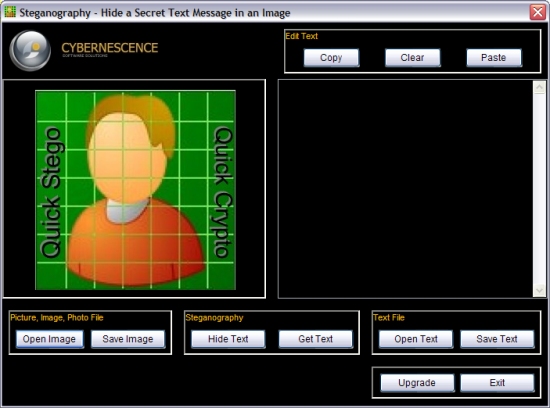 Steganography - Hide a Secret Text Message in an Image
CYBERNESCENCE
SOFTWARE SOLUTIONS
Edit Text
Copy
Clear
Paste
Quick Stego
Quick Crypto
Picture, Image, Photo File
Open Image
Save Image
Steganography
Hide Text
Get Text
Text File
Open Text
Save Text
Upgrade
Exit